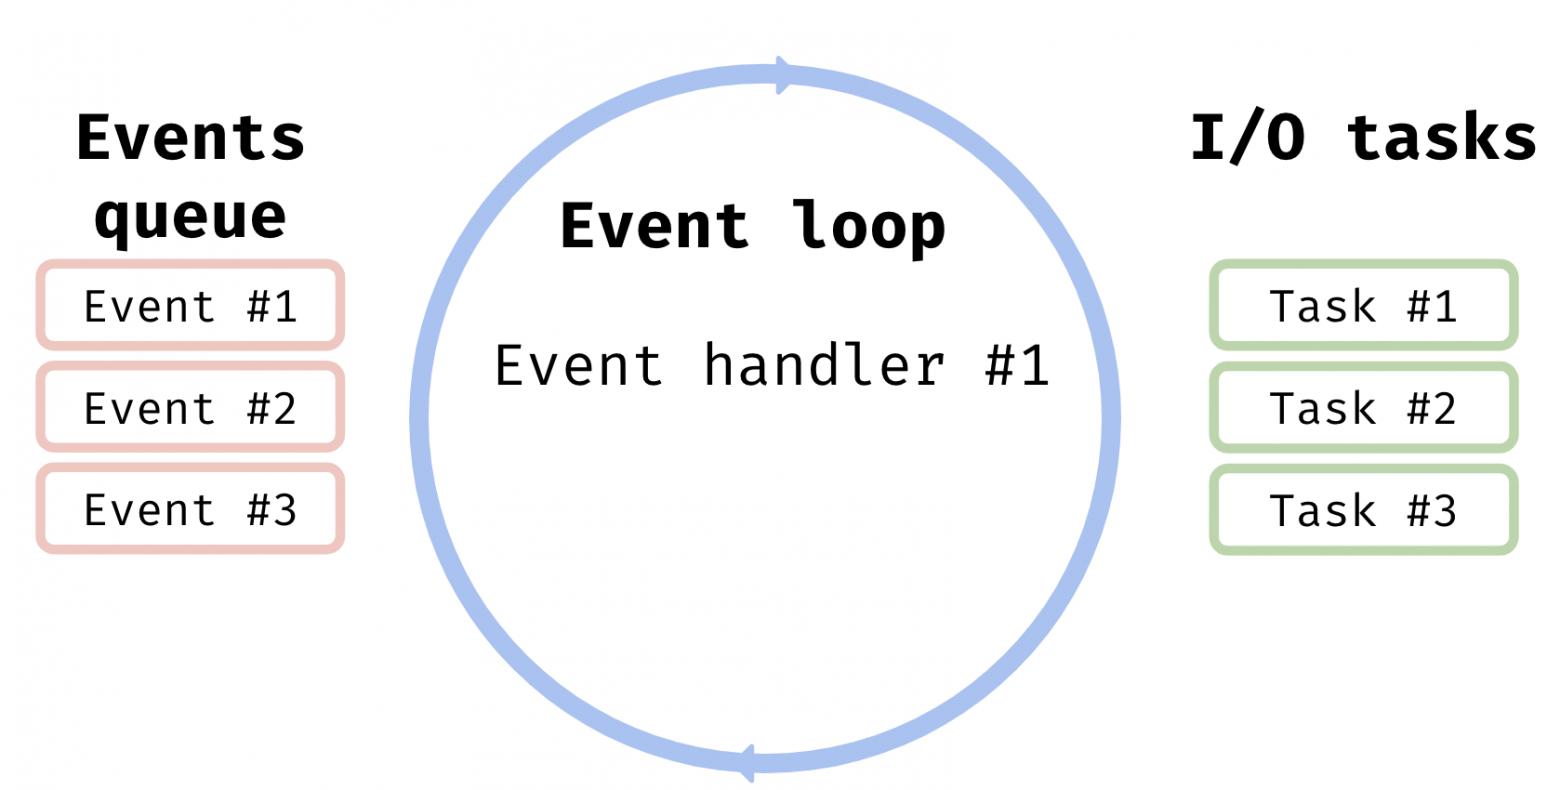 Events
queue
Event #1
Event #2
Event #3
Event loop
Event handler #1
I/O tasks
Task #1
Task #2
Task #3